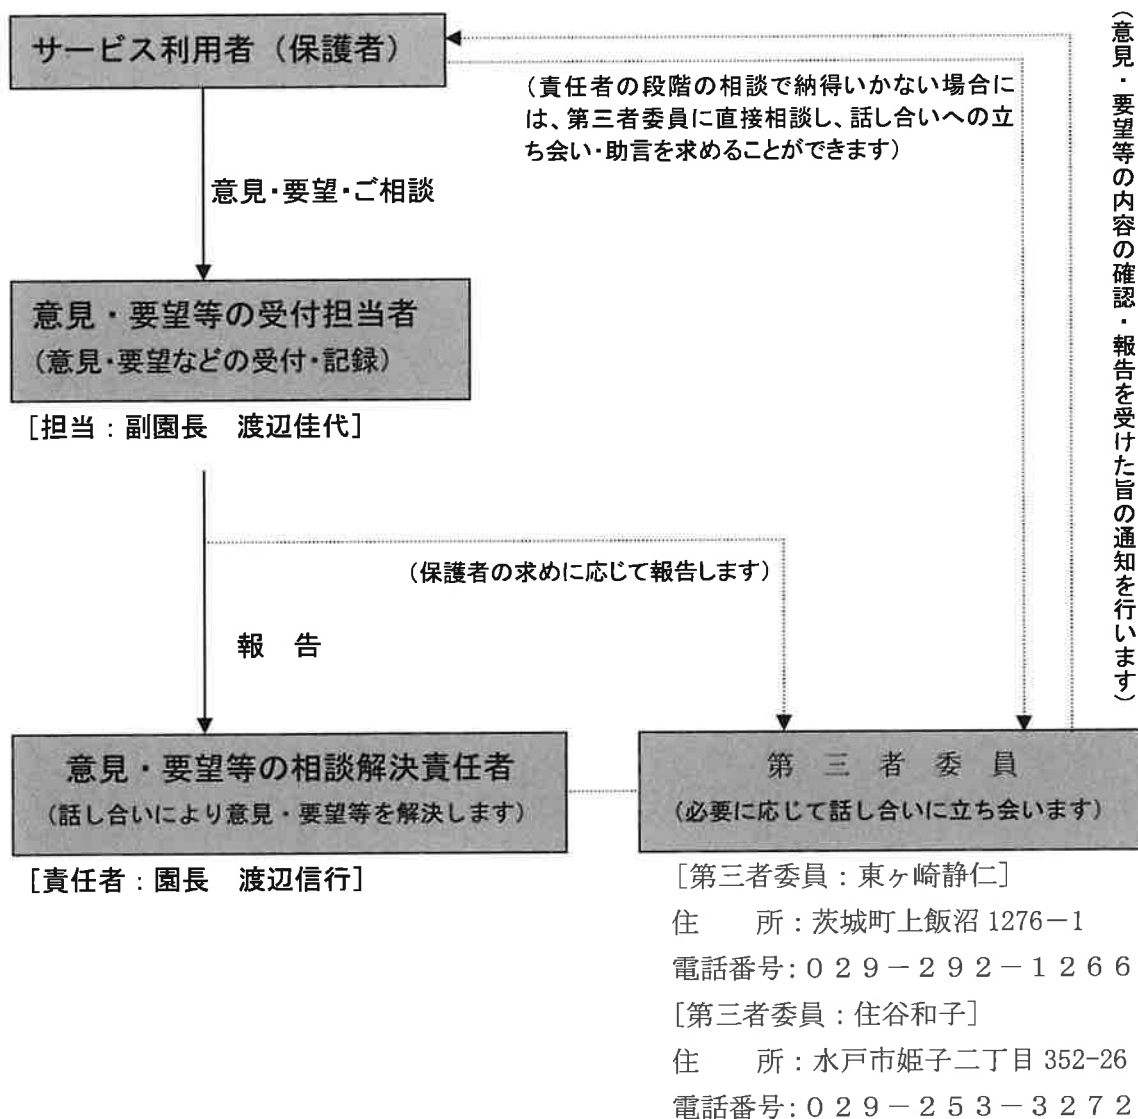 サービス利用者（保護者）
（責任者の段階の相談で納得いかない場合に
は、第三者委員に直接相談し、話し合いへの立
ち会い・助言を求めることができます）
（意見・要望等の内容の確認・報告を受けた旨の通知を行います）
意見・要望・ご相談
意見・要望等の受付担当者
（意見・要望などの受付・記録）
［担当：副園長　渡辺佳代］
（保護者の求めに応じて報告します）
報　告
意見・要望等の相談解決責任者
（話し合いにより意見・要望等を解決します）
［責任者：園長　渡辺信行］
第　三　者　委　員
（必要に応じて話し合いに立ち会います）
［第三者委員：東ヶ崎静仁］
住　　所：茨城町上飯沼 1276－1
電話番号：０２９－２９２－１２６６
［第三者委員：住谷和子］
住　　所：水戸市姫子二丁目 352-26
電話番号：０２９－２５３－３２７２